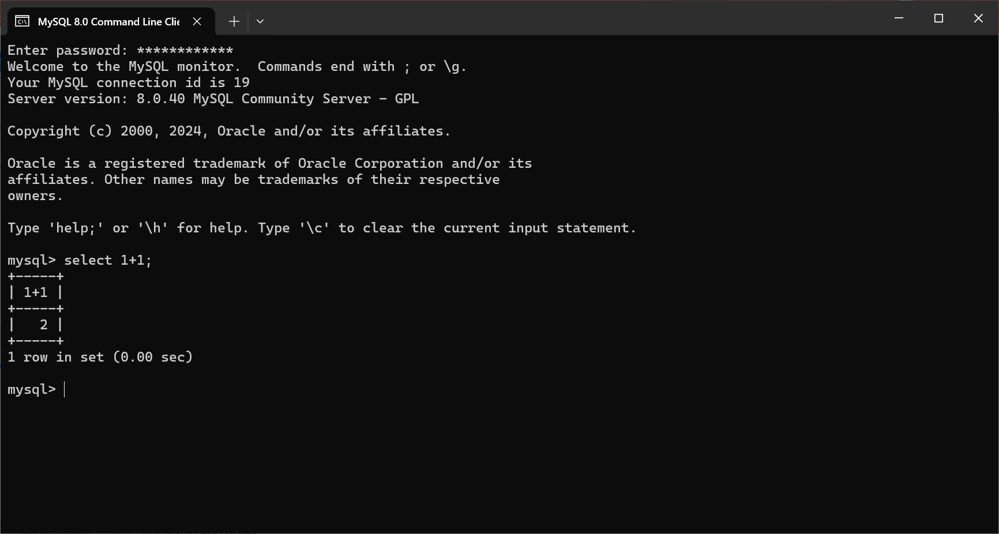 MySQL 8.0 Command Line Clie
Enter password: ************
Welcome to the MySQL monitor.  Commands end with ; or \g.
Your MySQL connection id is 19
Server version: 8.0.40 MySQL Community Server - GPL

Copyright (c) 2000, 2024, Oracle and/or its affiliates.

Oracle is a registered trademark of Oracle Corporation and/or its
affiliates. Other names may be trademarks of their respective
owners.

Type 'help;' or '\h' for help. Type '\c' to clear the current input statement.

mysql> select 1+1;
+-----+
| 1+1 |
+-----+
|   2 |
+-----+
1 row in set (0.00 sec)

mysql>